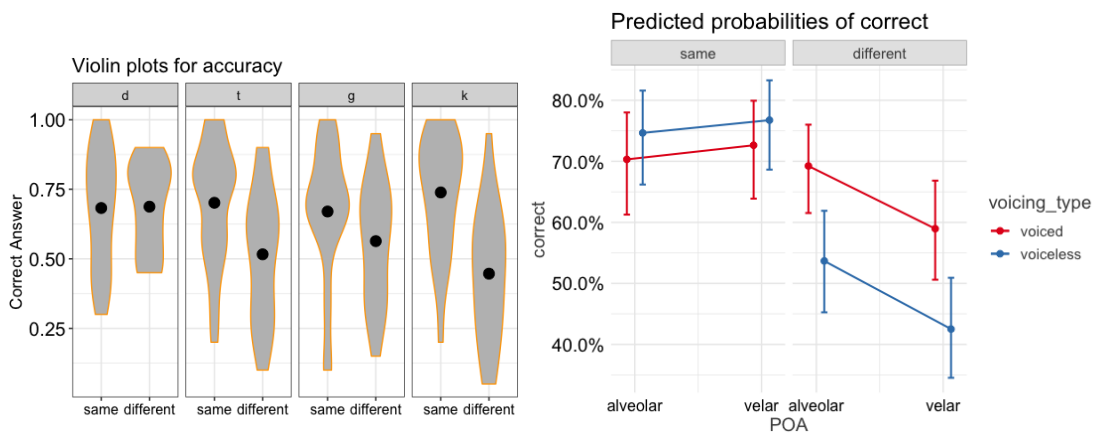 Violin plots for accuracy
d t g k
Correct Answer
1.00
0.75
0.50
0.25
same different same different same different same different
Predicted probabilities of correct
same different
correct
80.0%
70.0%
60.0%
50.0%
40.0%
alveolar velar alveolar velar
POA
voicing_type
voiced
voiceless